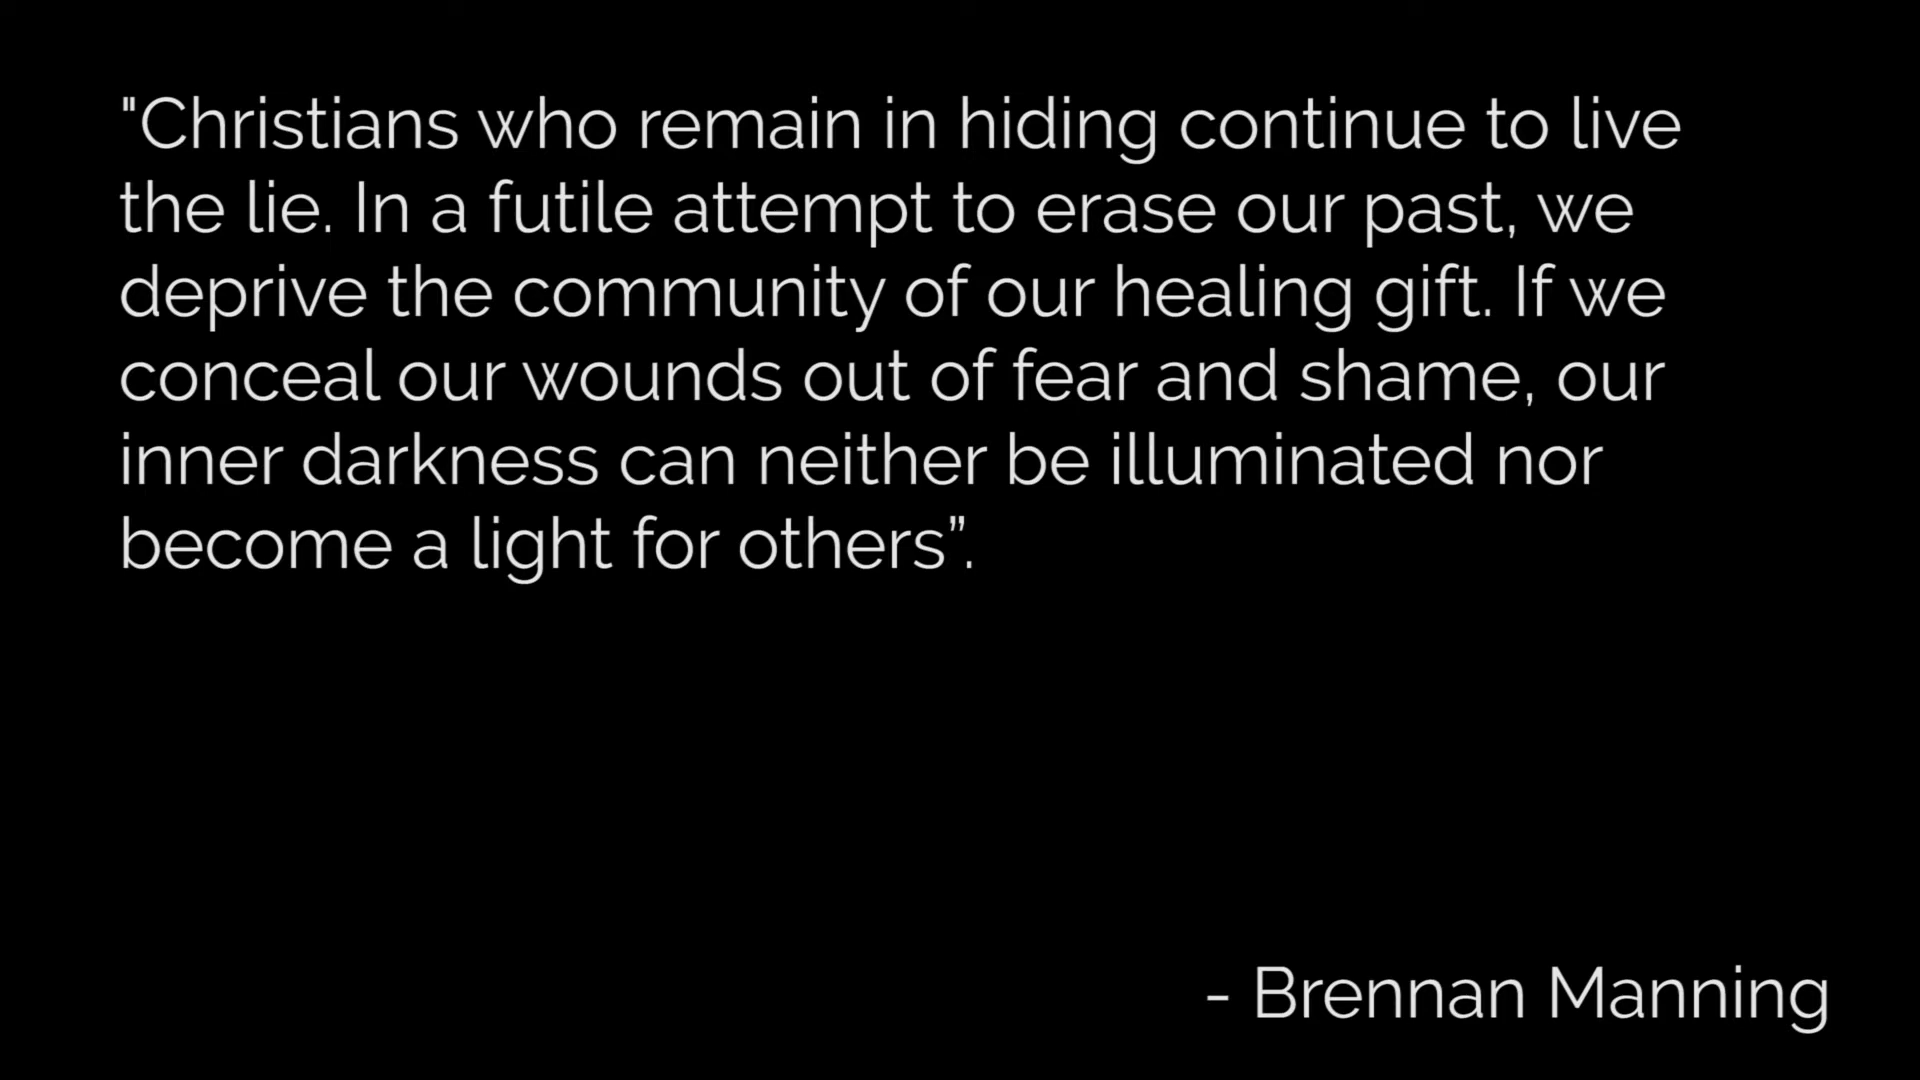 "Christians who remain in hiding continue to live
the lie. In a futile attempt to erase our past, we
deprive the community of our healing gift. If we
conceal our wounds out of fear and shame, our
inner darkness can neither be illuminated nor
become a light for others”.
- Brennan Manning